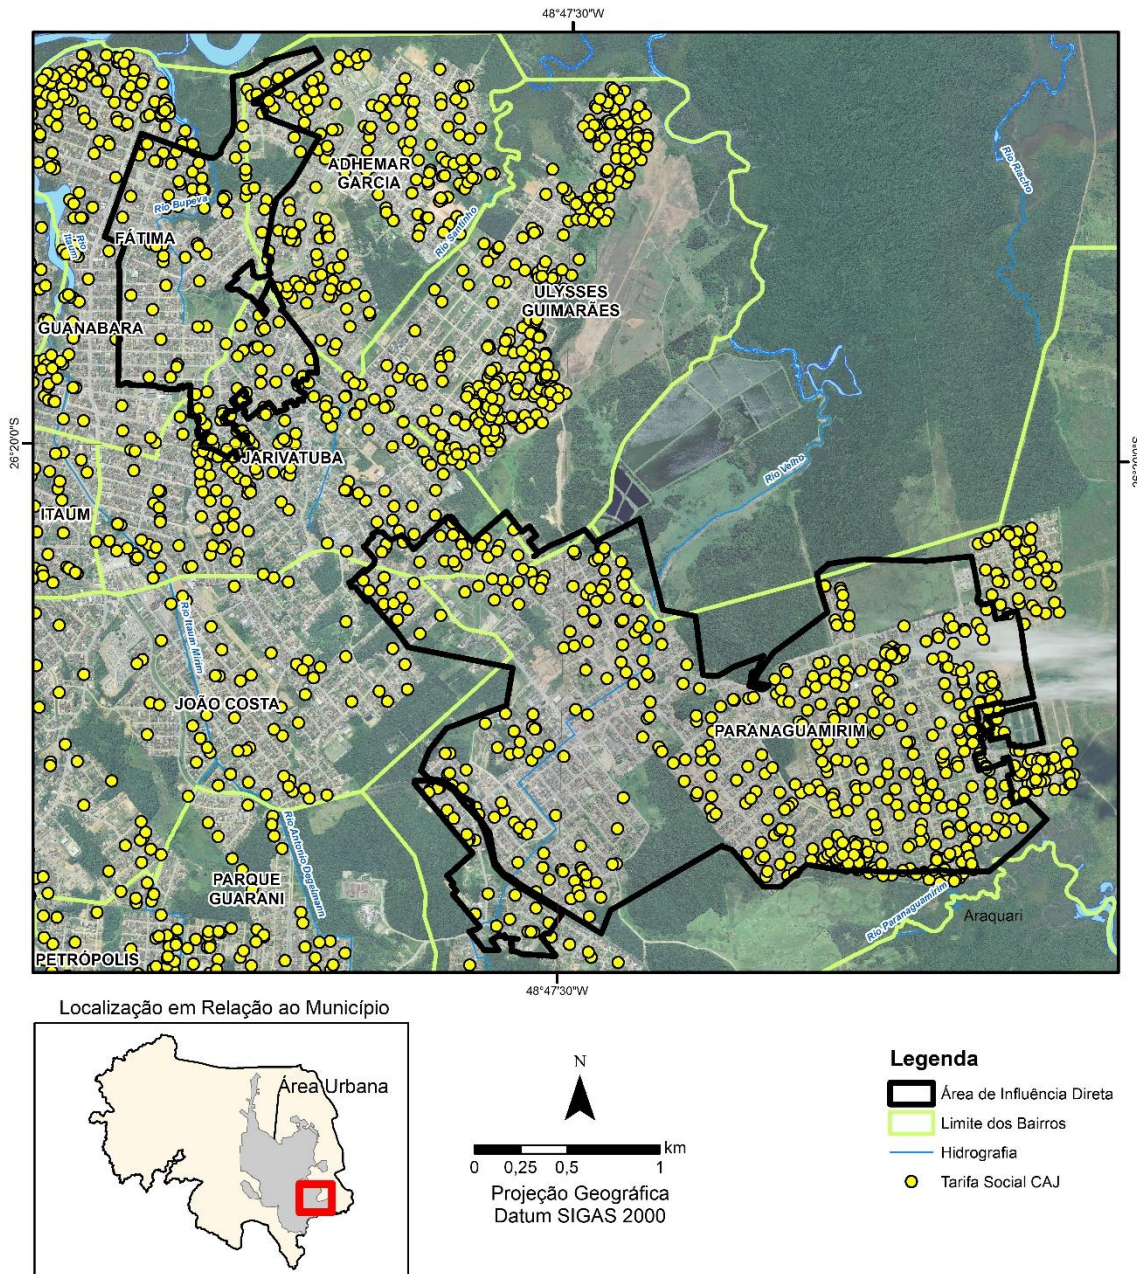 48°47'30"W
ADHEMAR
GARCIA
Rio Riacho
Rio Bupeva
Rio Santinho
FÁTIMA
Rio
Itaum
ULYSSES
GUIMARÃES
GUANABARA
26°20'0"S
JARIVATUBA
Rio Velho
ITAUM
Rio Itaum Mirim
JOÃO COSTA
PARANAGUAMIRIM
Rio Antonio Degelmann
PARQUE
GUARANI
Rio Paranaguamirim
Araquari
PETRÓPOLIS
48°47'30"W
Localização em Relação ao Município
Área Urbana
N
km
0 0,25 0,5 1
Projeção Geográfica
Datum SIGAS 2000
Legenda
Área de Influência Direta
Limite dos Bairros
Hidrografia
Tarifa Social CAJ